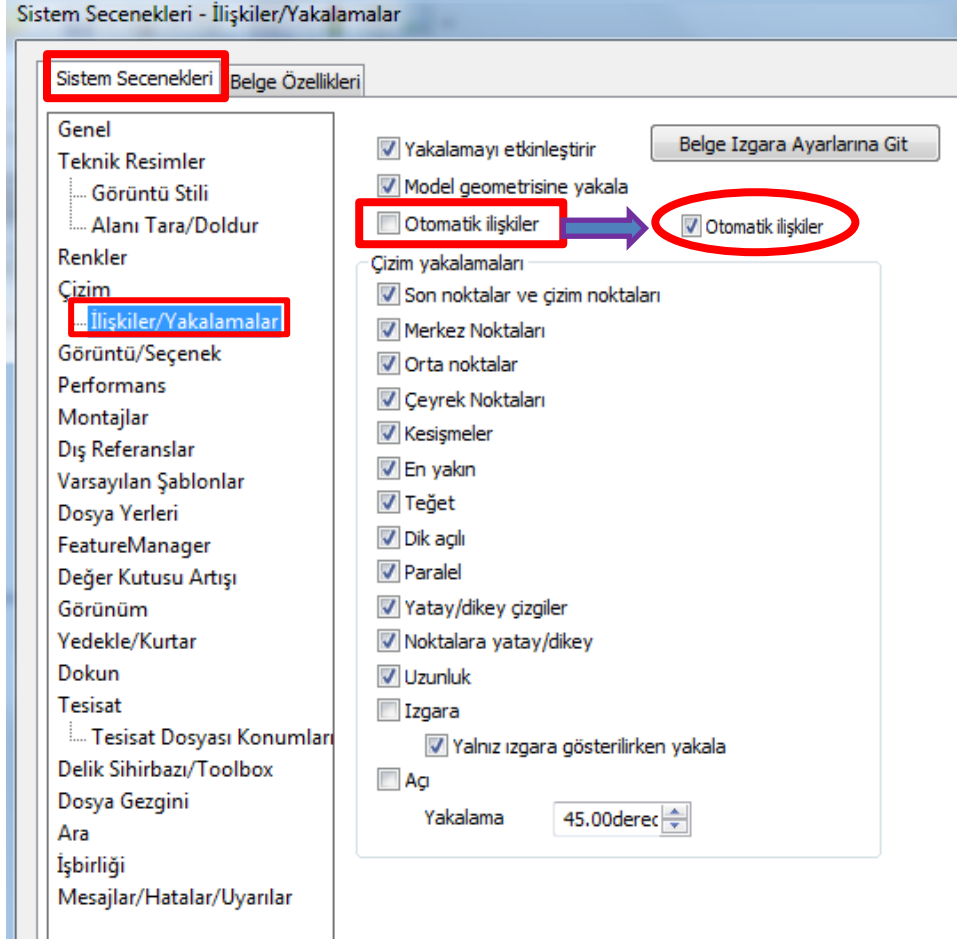 Sistem Secenekleri - İlişkiler/Yakalamalar
Sistem Secenekleri
Belge Özellikleri
Genel
Teknik Resimler
Görüntü Stili
Alanı Tara/Doldur
Renkler
Çizim
İlişkiler/Yakalamalar
Görüntü/Seçenek
Performans
Montajlar
Dış Referanslar
Varsayılan Şablonlar
Dosya Yerleri
FeatureManager
Değer Kutusu Artışı
Görünüm
Yedekle/Kurtar
Dokun
Tesisat
Tesisat Dosyası Konumları
Delik Sihirbazı/Toolbox
Dosya Gezgini
Ara
İşbirliği
Mesajlar/Hatalar/Uyarılar
Yakalamayı etkinleştir
Belge Izgara Ayarlarına Git
Model geometrisine yakala
Otomatik ilişkiler
Otomatik ilişkiler
Çizim yakalamaları
Son noktalar ve çizim noktaları
Merkez Noktaları
Orta noktalar
Çeyrek Noktaları
Kesişmeler
En yakın
Teğet
Dik açılı
Paralel
Yatay/dikey çizgiler
Noktalara yatay/dikey
Uzunluk
Izgara
Yalnız ızgara gösterilirken yakala
Açı
Yakalama
45.00derec